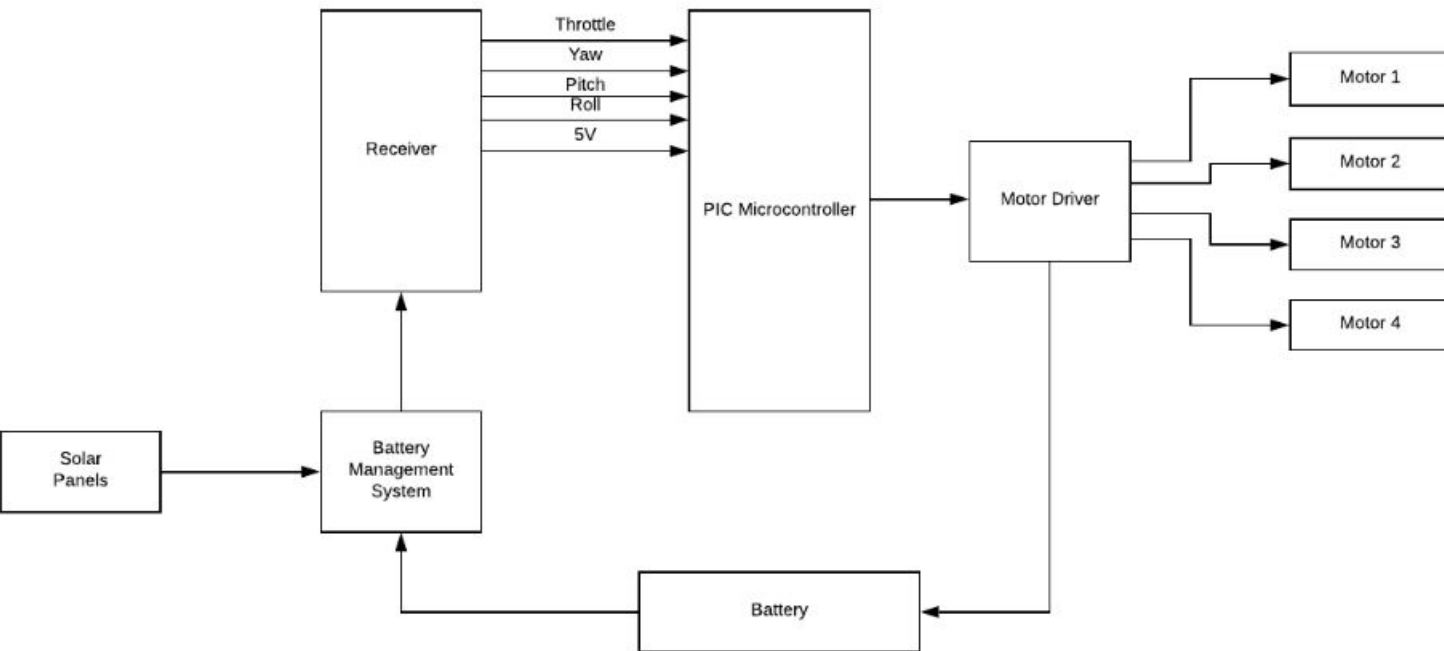 Throttle
Yaw
Pitch
Roll
5V
Receiver
PIC Microcontroller
Motor Driver
Motor 1
Motor 2
Motor 3
Motor 4
Solar
Panels
Battery
Management
System
Battery